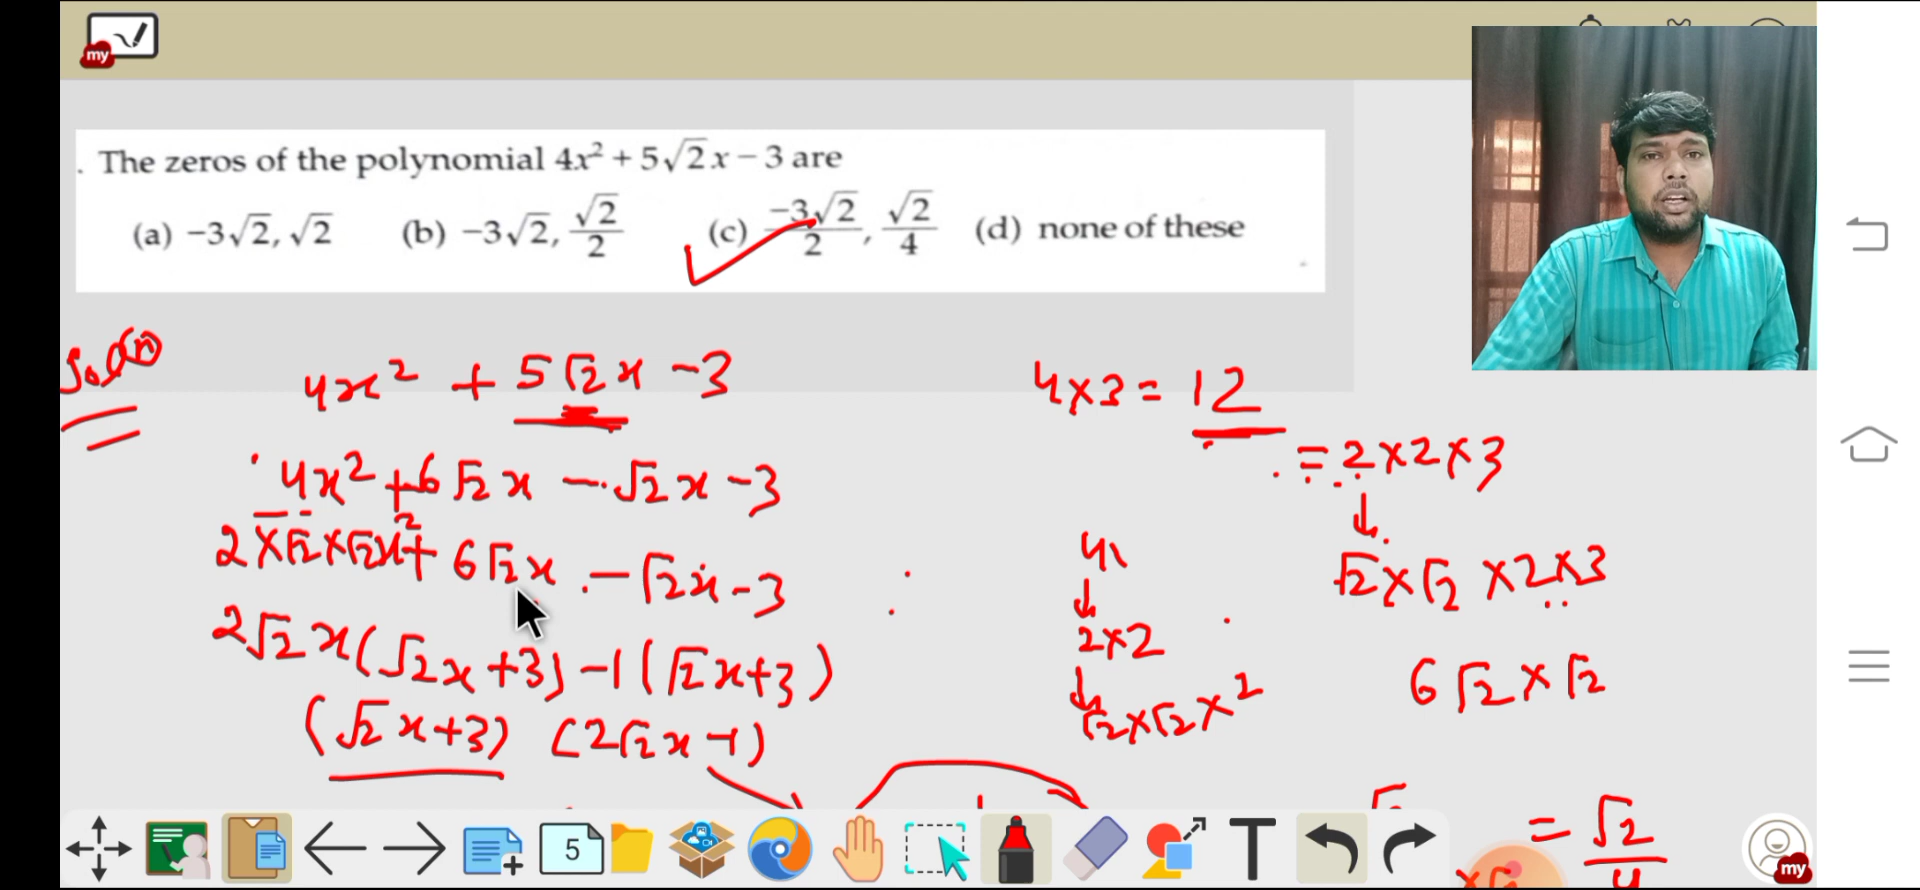 my
. The zeros of the polynomial 4x² + 5√2x − 3 are
(a) −3√2, √2 (b) −3√2, √2/2 (c) −3√2/2, √2/4 (d) none of these
Sol(n)
4x² + 5√2x −3
4×3 = 12
4x² +6√2x − √2x −3
= 2×2×3
2×√2×√2x² + 6√2x − √2x −3
4
√2×√2×2×3
2×2
2√2x(√2x+3) −1(√2x+3)
√2×√2×2
6√2×√2
(√2x+3) (2√2x−1)
= √2/4
5
T
my